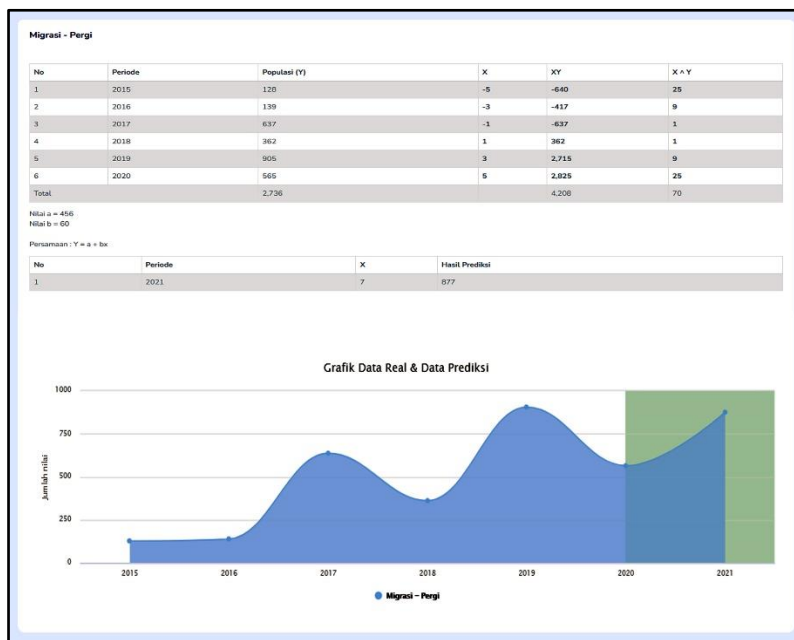 Migrasi - Pergi
No Periode Populasi (Y) X XY X ^ Y
1 2015 128 -5 -640 25
2 2016 139 -3 -417 9
3 2017 637 -1 -637 1
4 2018 362 1 362 1
5 2019 905 3 2,715 9
6 2020 565 5 2,825 25
Total 2,736 4,208 70
Nilai a = 456
Nilai b = 60
Persamaan : Y = a + bx
No Periode X Hasil Prediksi
1 2021 7 877
Grafik Data Real & Data Prediksi
Jumlah nilai
1000
750
500
250
0
2015 2016 2017 2018 2019 2020 2021
Migrasi – Pergi